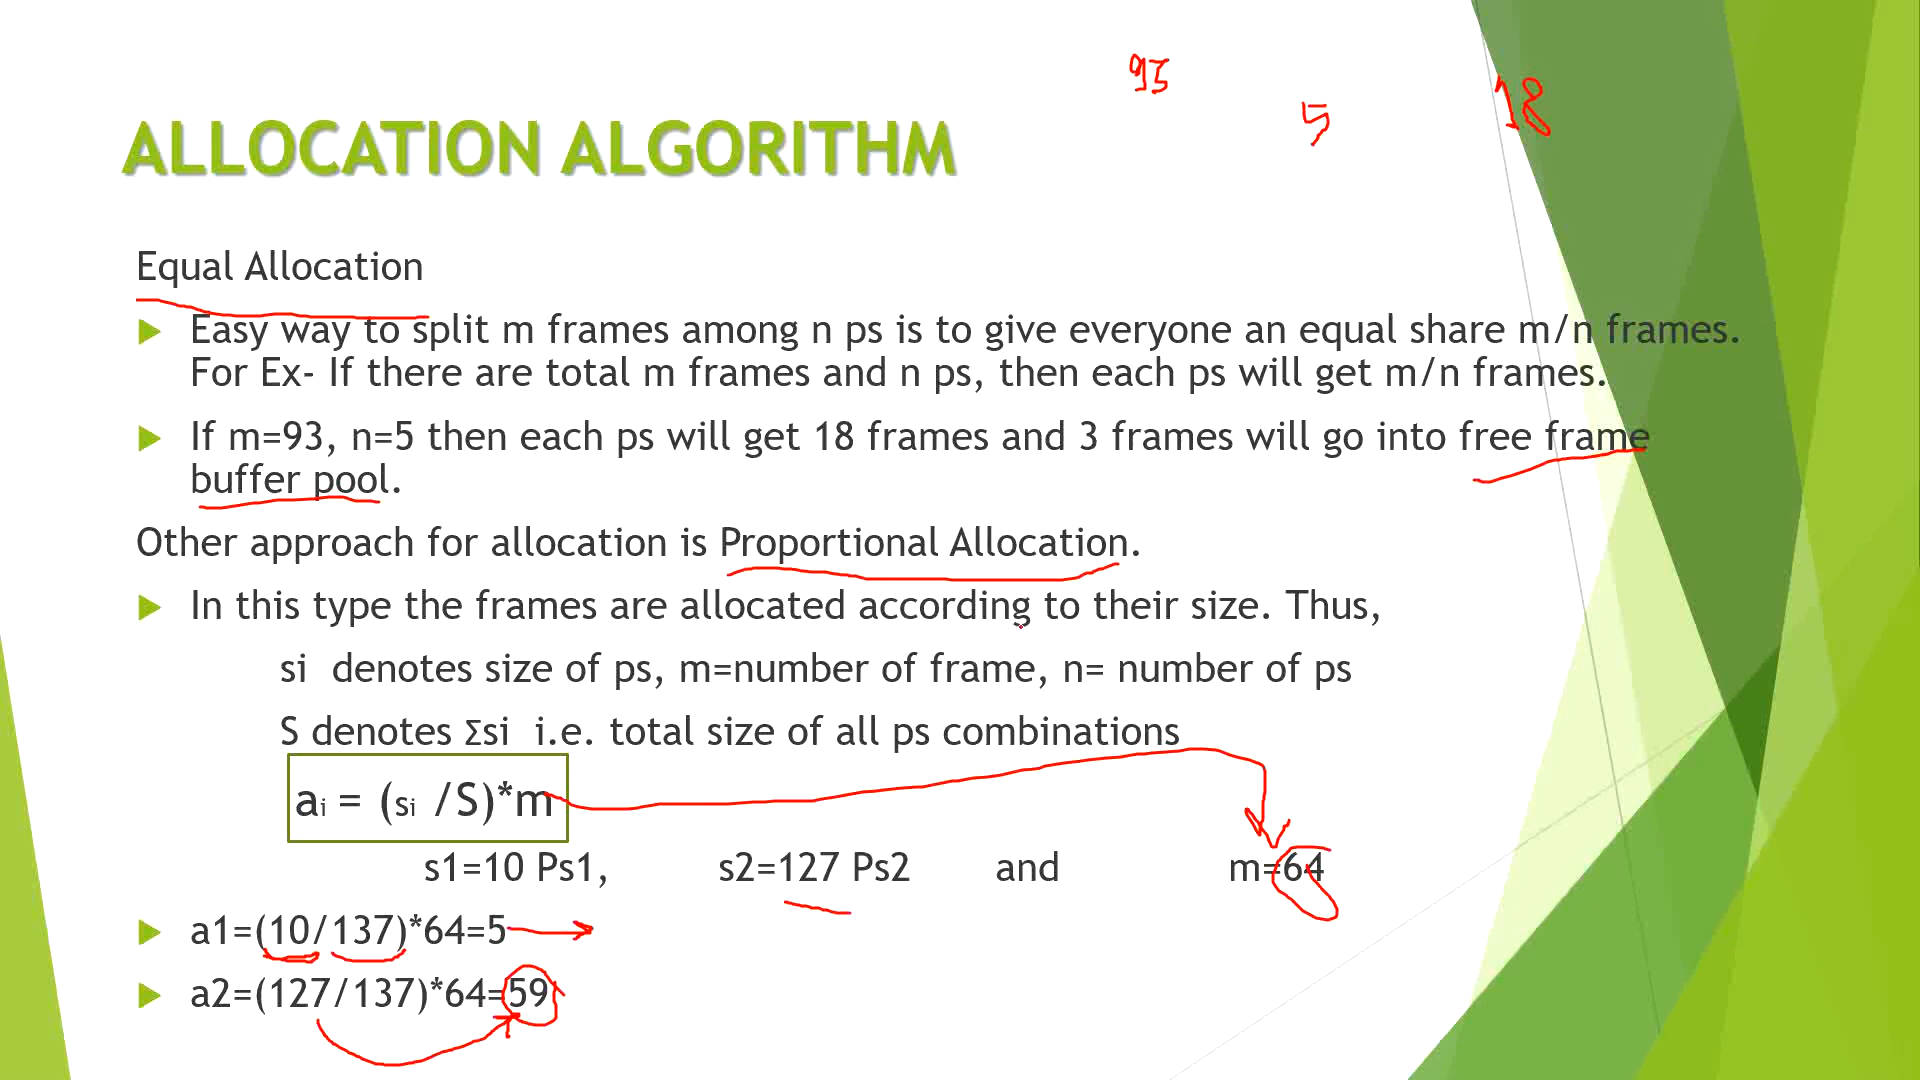 93
5
18
ALLOCATION ALGORITHM
Equal Allocation
Easy way to split m frames among n ps is to give everyone an equal share m/n frames.
For Ex- If there are total m frames and n ps, then each ps will get m/n frames.
If m=93, n=5 then each ps will get 18 frames and 3 frames will go into free frame
buffer pool.
Other approach for allocation is Proportional Allocation.
In this type the frames are allocated according to their size. Thus,
si denotes size of ps, m=number of frame, n= number of ps
S denotes Σsi i.e. total size of all ps combinations
ai = (si /S)*m
s1=10 Ps1, s2=127 Ps2 and m=64
a1=(10/137)*64=5
a2=(127/137)*64=59